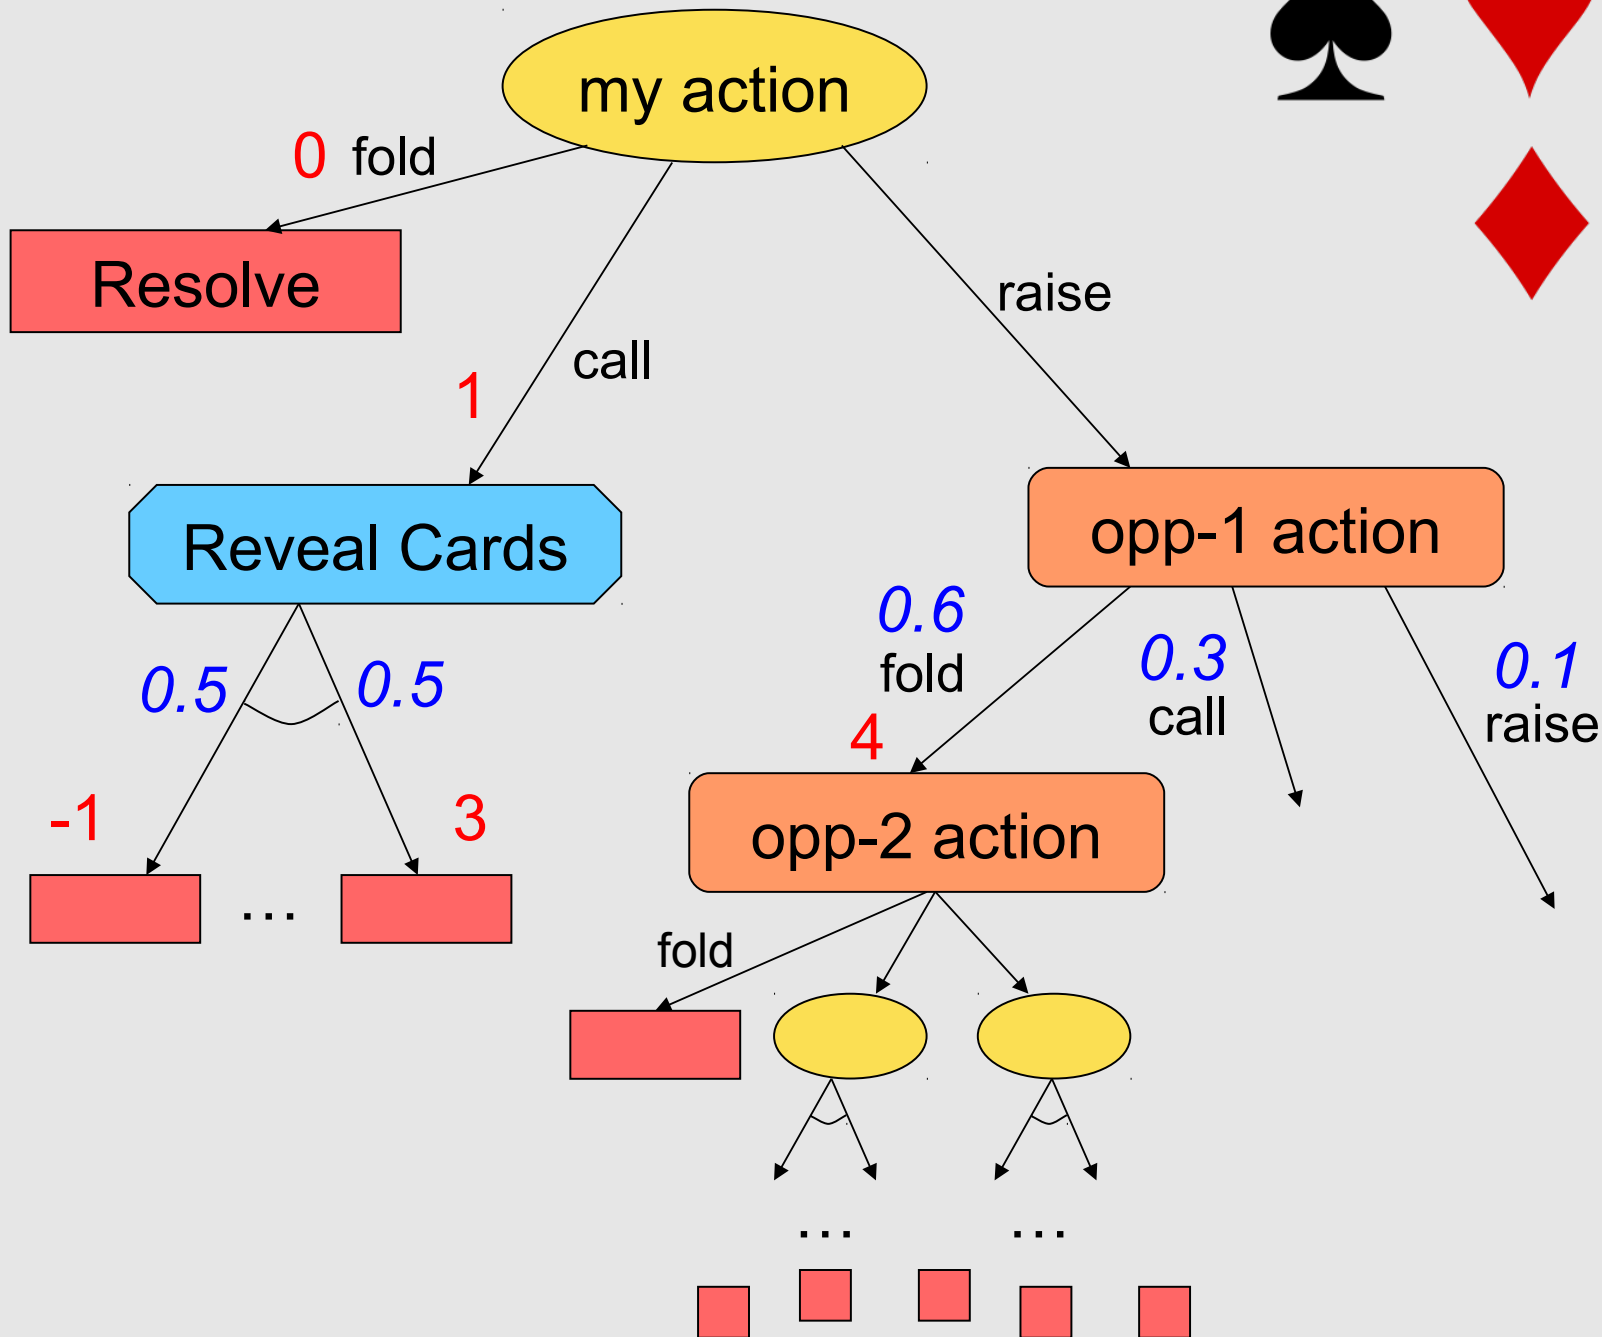 my action
0 fold
Resolve
raise
call
1
Reveal Cards
opp-1 action
0.6
fold
0.3
call
0.1
raise
0.5
0.5
4
-1
3
opp-2 action
...
fold
... ...